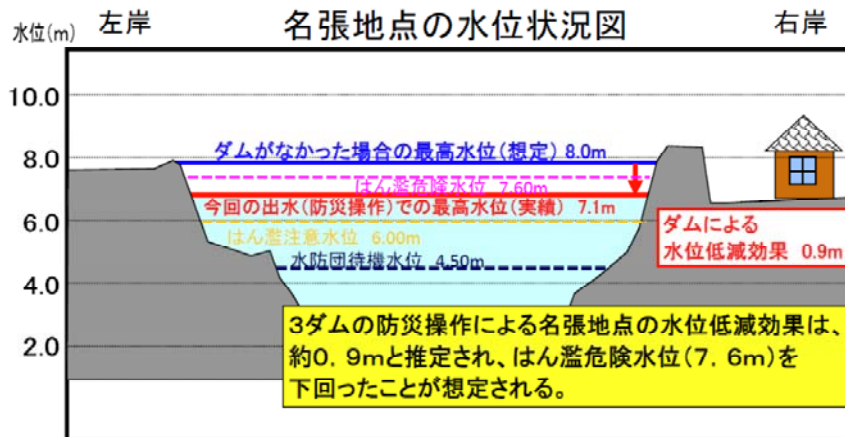 名張地点の水位状況図
水位(m)
左岸
右岸
10.0
8.0
6.0
4.0
2.0
ダムがなかった場合の最高水位(想定) 8.0m
はん濫危険水位 7.60m
今回の出水(防災操作)での最高水位(実績) 7.1m
はん濫注意水位 6.00m
水防団待機水位 4.50m
ダムによる
水位低減効果 0.9m
3ダムの防災操作による名張地点の水位低減効果は、
約0.9mと推定され、はん濫危険水位(7.6m)を
下回ったことが想定される。